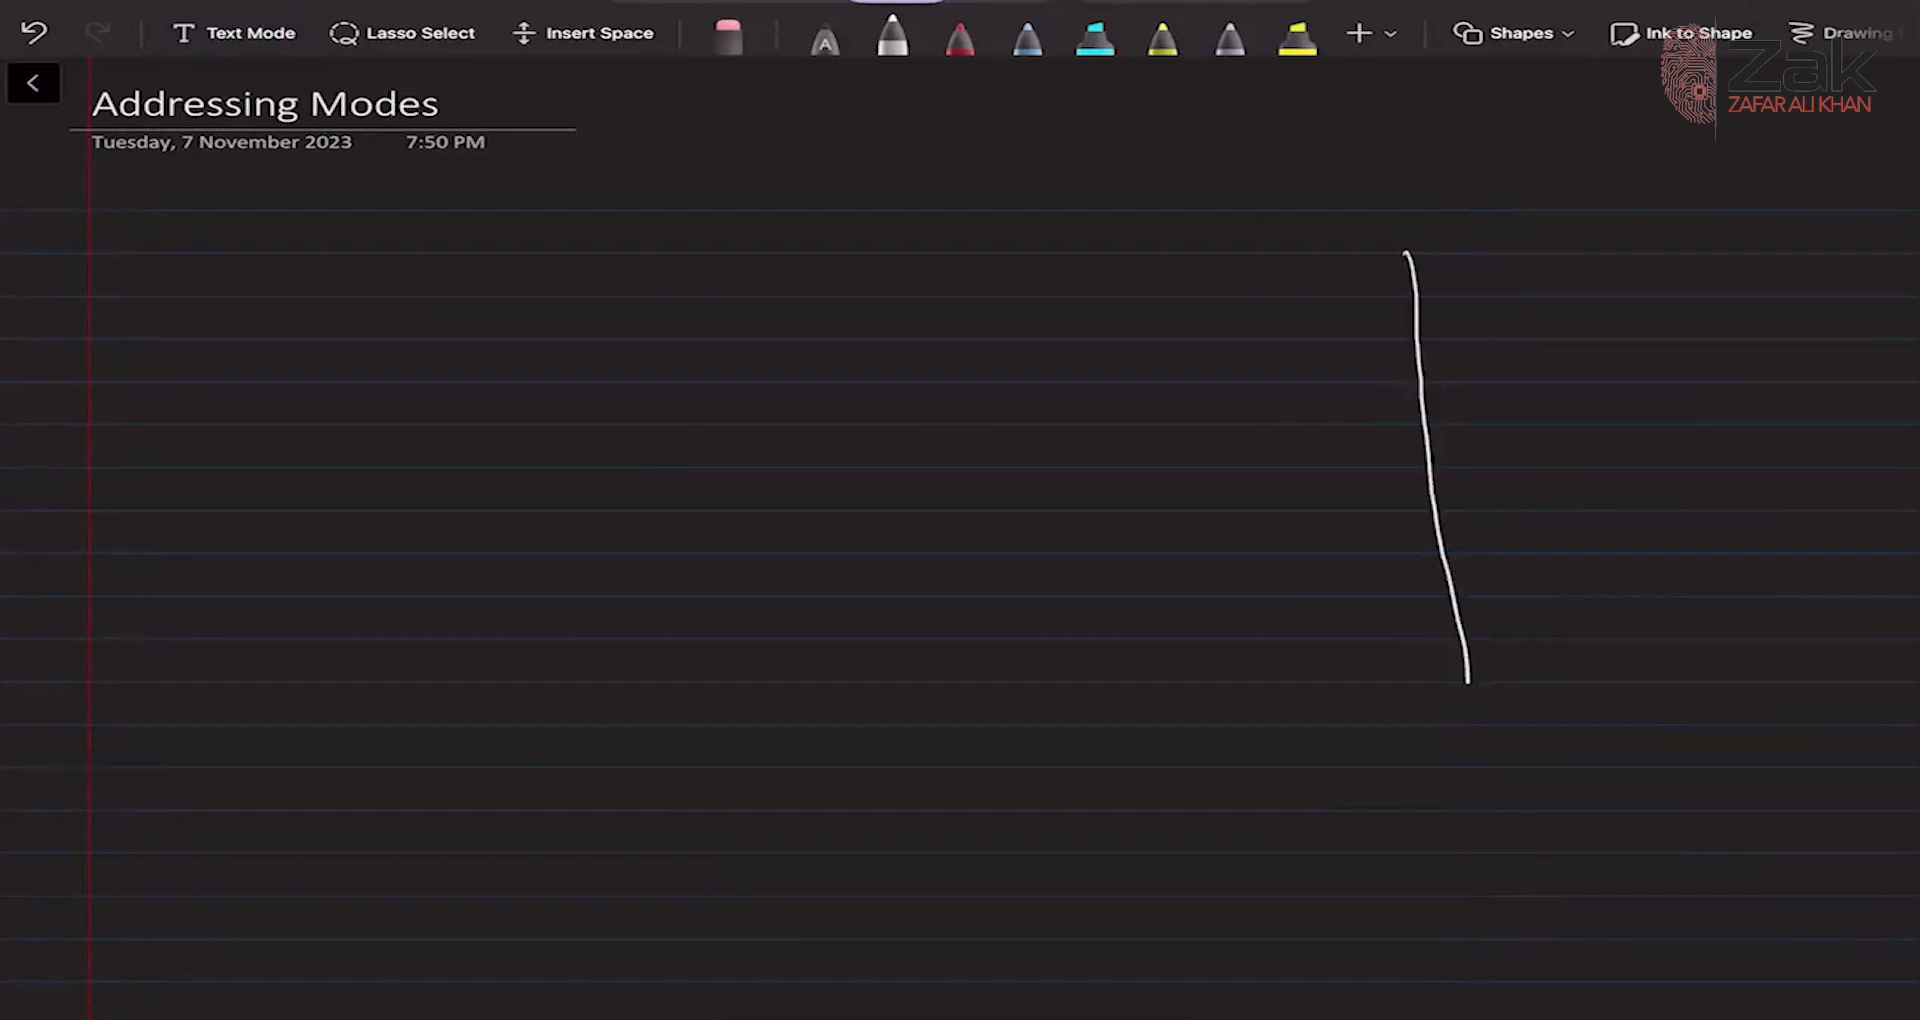 Text Mode Lasso Select Insert Space A Shapes Ink to Shape Drawing
Zak
ZAFAR ALI KHAN
Addressing Modes
Tuesday, 7 November 2023 7:50 PM